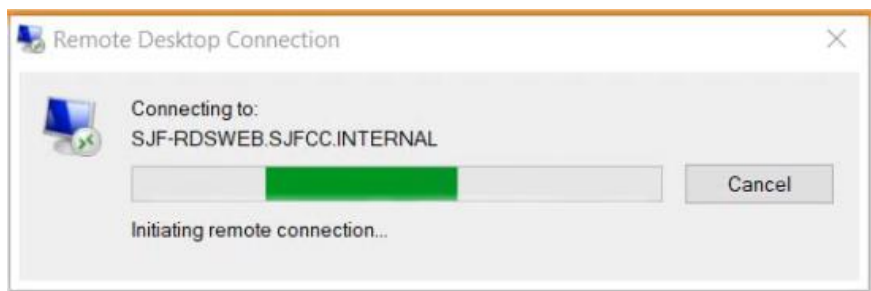 Remote Desktop Connection
Connecting to:
SJF-RDSWEB.SJFCC.INTERNAL
Cancel
Initiating remote connection...